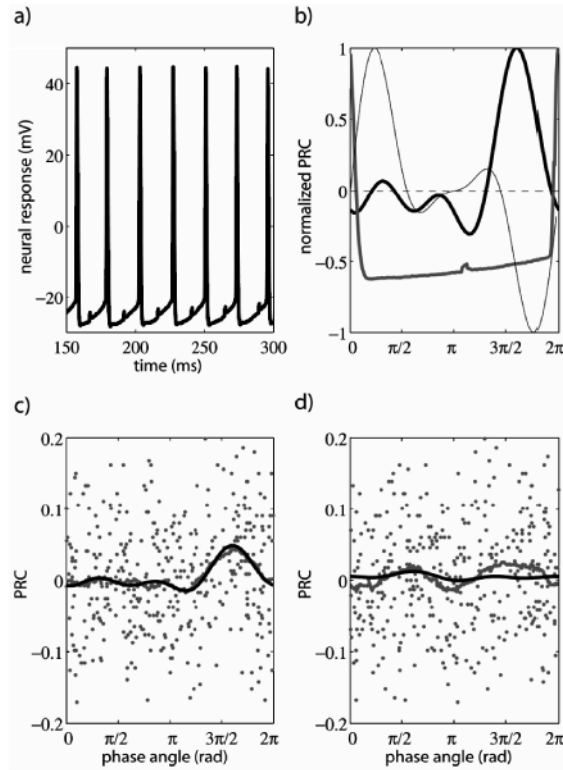 a)
40
20
0
−20
neural response (mV)
150
200
250
300
time (ms)
b)
1
0.5
0
−0.5
−1
normalized PRC
0
π/2
π
3π/2
2π
c)
0.2
0.1
0
−0.1
−0.2
PRC
0
π/2
π
3π/2
2π
phase angle (rad)
d)
0.2
0.1
0
−0.1
−0.2
0
π/2
π
3π/2
2π
phase angle (rad)